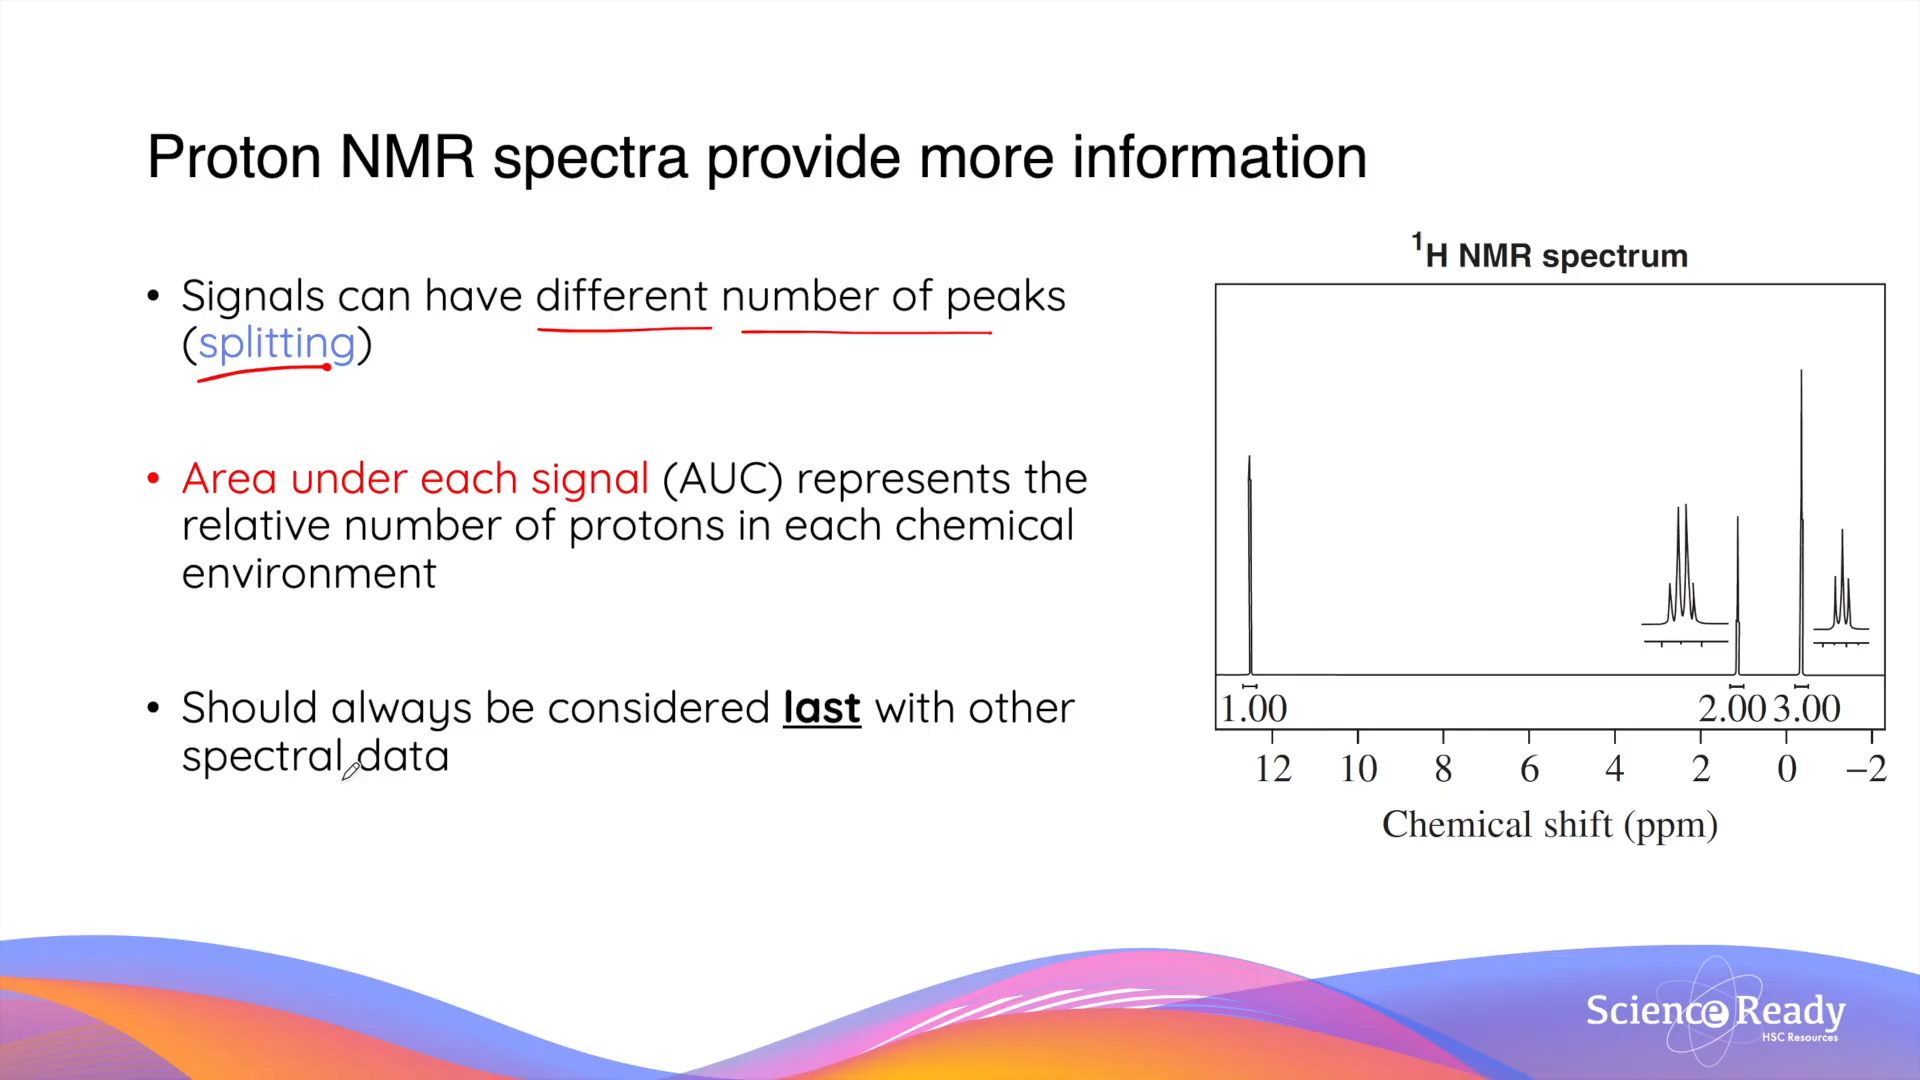 Proton NMR spectra provide more information
• Signals can have different number of peaks
(splitting)
• Area under each signal (AUC) represents the
relative number of protons in each chemical
environment
• Should always be considered last with other
spectral data
¹H NMR spectrum
1.00 2.00 3.00
12 10 8 6 4 2 0 −2
Chemical shift (ppm)
Science Ready
HSC Resources